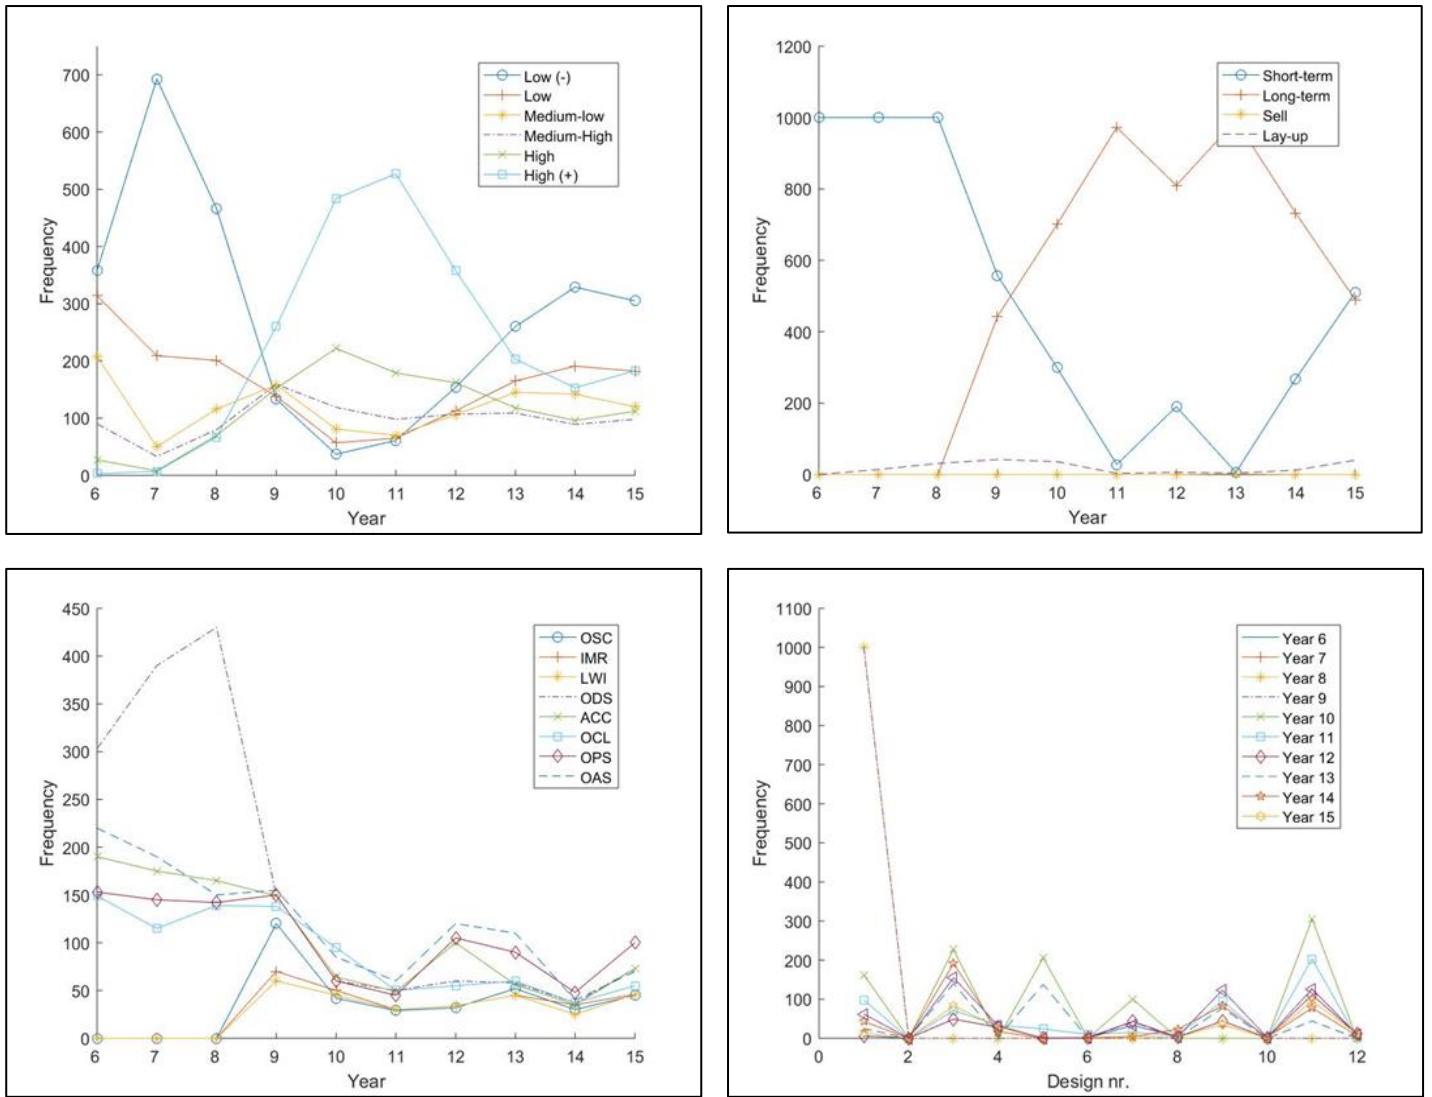 700
600
500
400
300
200
100
0
Frequency
6 7 8 9 10 11 12 13 14 15
Year
Low (-)
Low
Medium-low
Medium-High
High
High (+)
1200
1000
800
600
400
200
0
Frequency
6 7 8 9 10 11 12 13 14 15
Year
Short-term
Long-term
Sell
Lay-up
450
400
350
300
250
200
150
100
50
0
Frequency
6 7 8 9 10 11 12 13 14 15
Year
OSC
IMR
LWI
ODS
ACC
OCL
OPS
OAS
1100
1000
900
800
700
600
500
400
300
200
100
0
Frequency
0 2 4 6 8 10 12
Design nr.
Year 6
Year 7
Year 8
Year 9
Year 10
Year 11
Year 12
Year 13
Year 14
Year 15